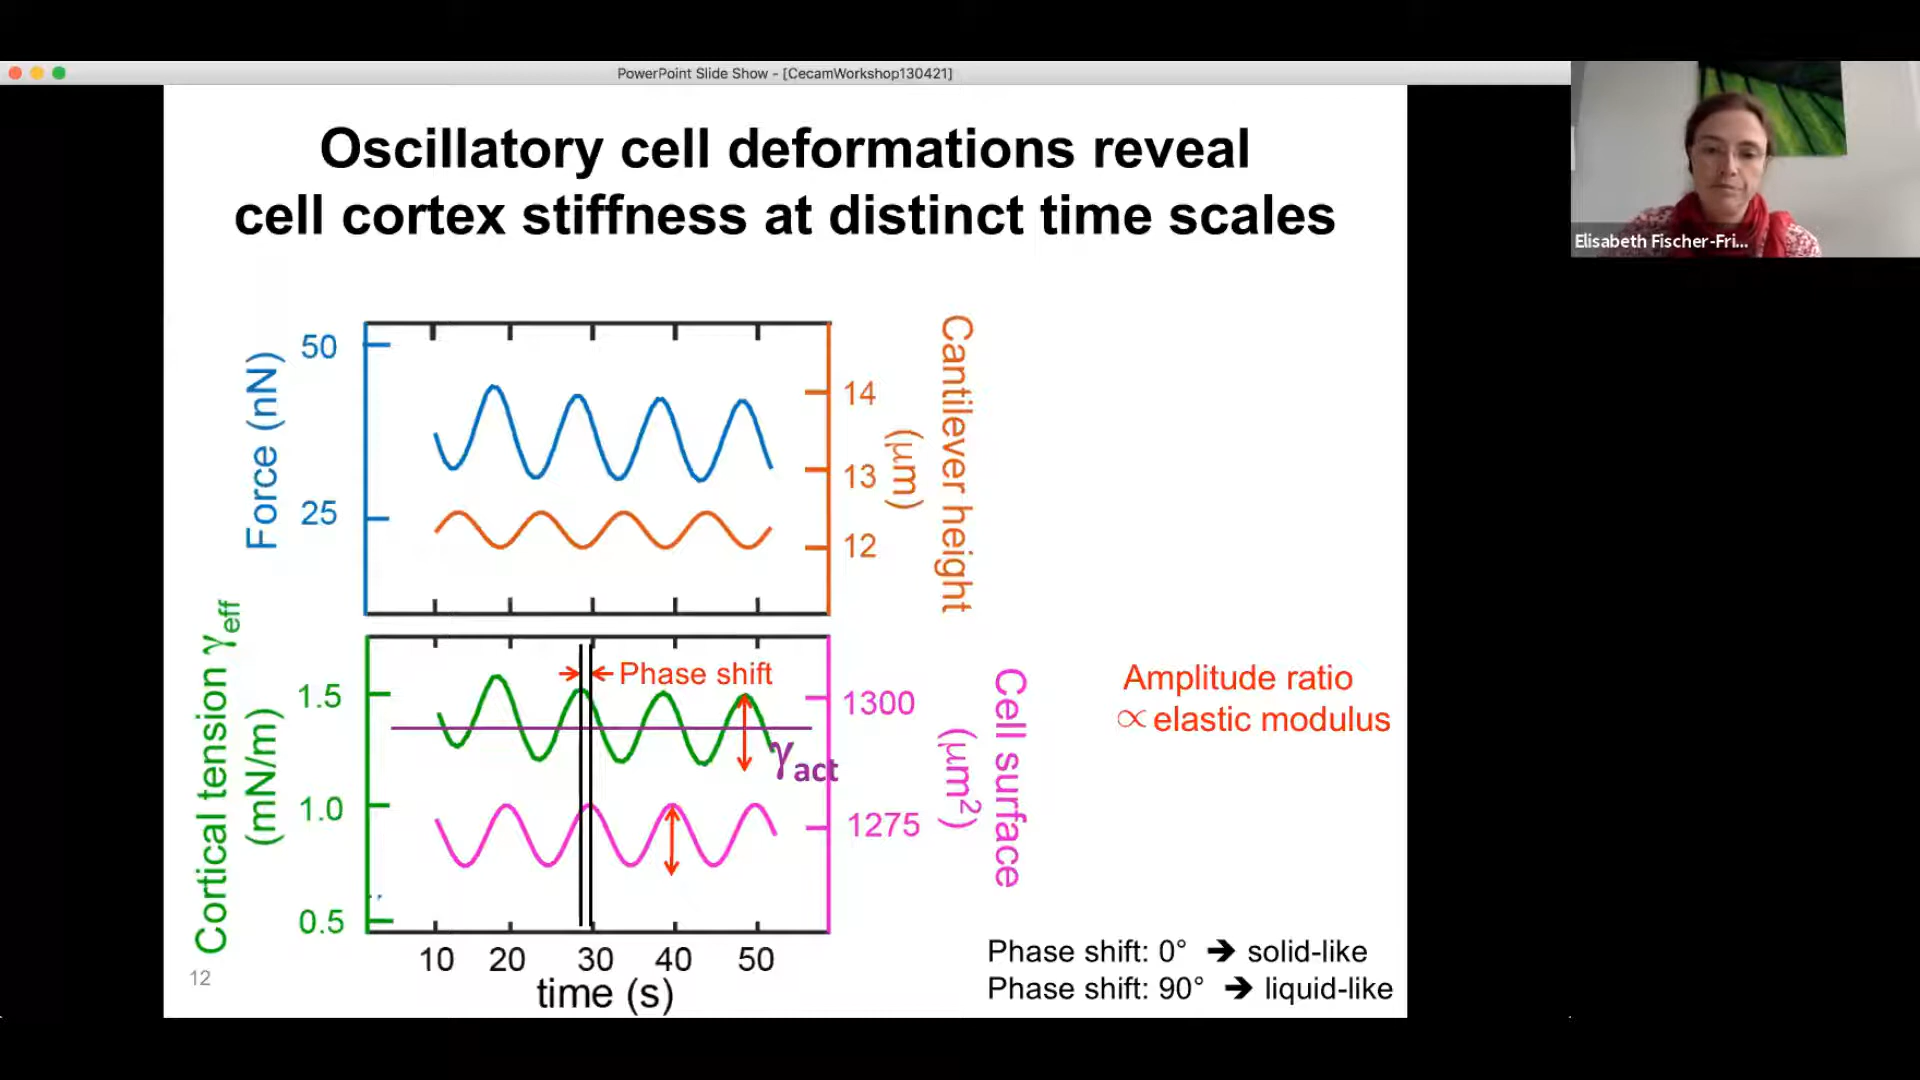 PowerPoint Slide Show - [CecamWorkshop130421]
Elisabeth Fischer-Fri...
Oscillatory cell deformations reveal
cell cortex stiffness at distinct time scales
Force (nN)
50
25
14
13
12
Cantilever height
(μm)
Cortical tension γeff
(mN/m)
1.5
1.0
0.5
Phase shift
γact
1300
1275
Cell surface
(μm²)
10 20 30 40 50
time (s)
Amplitude ratio
∝ elastic modulus
Phase shift: 0° ➔ solid-like
Phase shift: 90° ➔ liquid-like
12